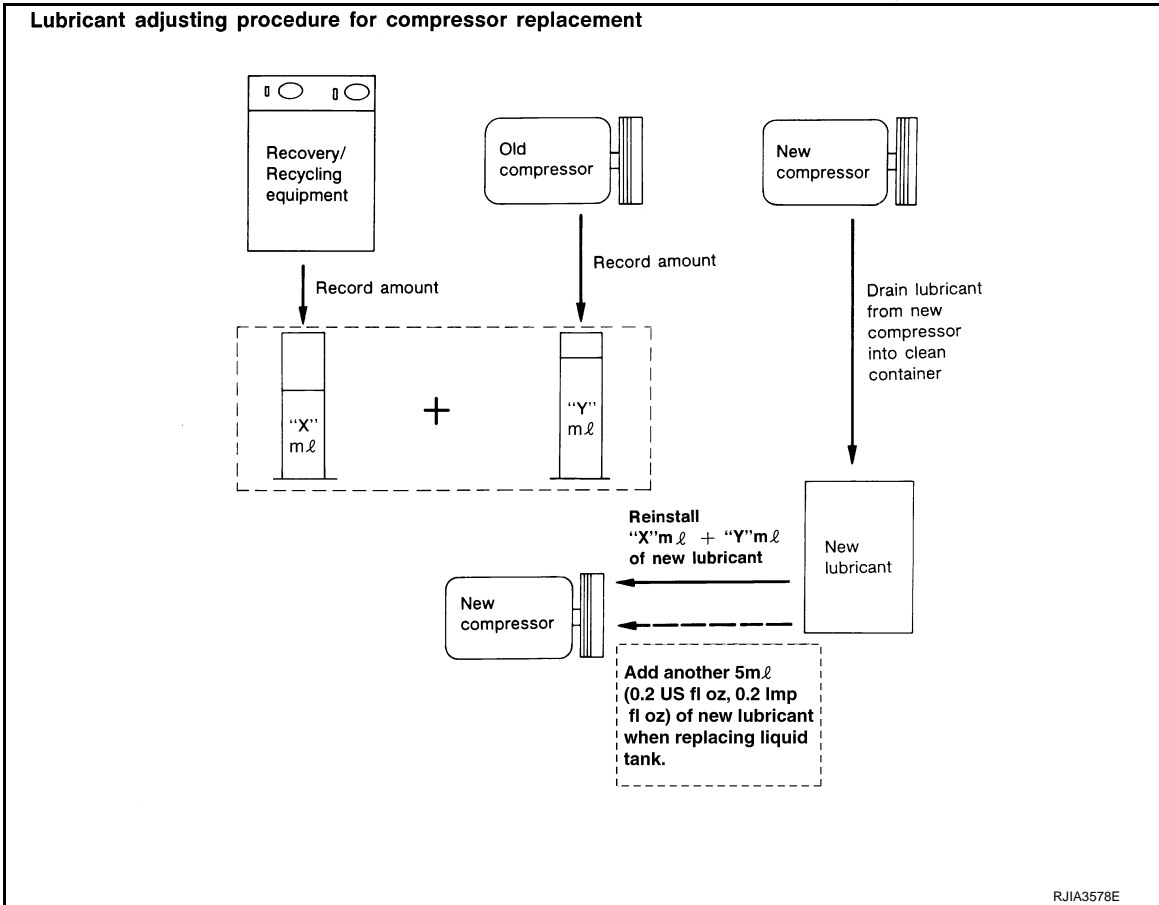 Lubricant adjusting procedure for compressor replacement
Recovery/
Recycling
equipment
Old
compressor
New
compressor
Record amount
Record amount
Drain lubricant
from new
compressor
into clean
container
“X”
mℓ
+
“Y”
mℓ
Reinstall
“X”mℓ + “Y”mℓ
of new lubricant
New
lubricant
New
compressor
Add another 5mℓ
(0.2 US fl oz, 0.2 Imp
fl oz) of new lubricant
when replacing liquid
tank.
RJIA3578E